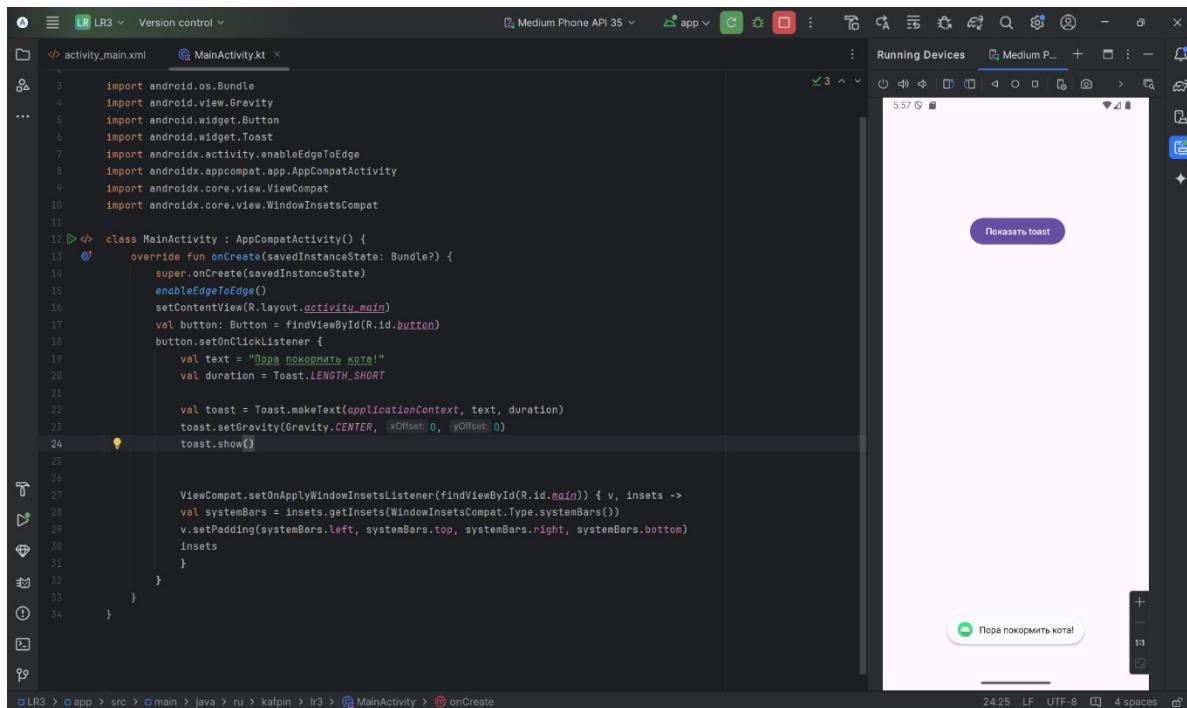 LR LR3 Version control Medium Phone API 35 app
activity_main.xml MainActivity.kt Running Devices Medium P...
3 import android.os.Bundle 3
4 import android.view.Gravity
5 import android.widget.Button
6 import android.widget.Toast
7 import androidx.activity.enableEdgeToEdge
8 import androidx.appcompat.app.AppCompatActivity
9 import androidx.core.view.ViewCompat
10 import androidx.core.view.WindowInsetsCompat
11
12 class MainActivity : AppCompatActivity() {
13 override fun onCreate(savedInstanceState: Bundle?) {
14 super.onCreate(savedInstanceState)
15 enableEdgeToEdge()
16 setContentView(R.layout.activity_main)
17 val button: Button = findViewById(R.id.button)
18 button.setOnClickListener {
19 val text = "Пора покормить кота!"
20 val duration = Toast.LENGTH_SHORT
21
22 val toast = Toast.makeText(applicationContext, text, duration)
23 toast.setGravity(Gravity.CENTER, xOffset: 0, yOffset: 0)
24 toast.show()
25
26
27 ViewCompat.setOnApplyWindowInsetsListener(findViewById(R.id.main)) { v, insets ->
28 val systemBars = insets.getInsets(WindowInsetsCompat.Type.systemBars())
29 v.setPadding(systemBars.left, systemBars.top, systemBars.right, systemBars.bottom)
30 insets
31 }
32 }
33 }
34 }
5:57
Показать toast
Пора покормить кота!
1:1
LR3 > app > src > main > java > ru > kafpin > lr3 > MainActivity > onCreate 24:25 LF UTF-8 4 spaces